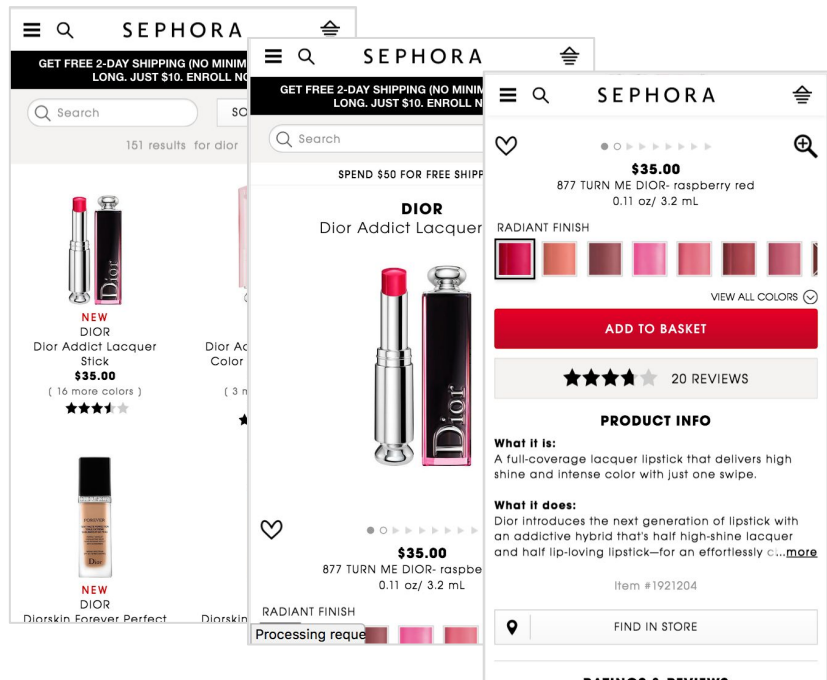 SEPHORA
GET FREE 2-DAY SHIPPING (NO MINIM
LONG. JUST $10. ENROLL NO
Search
SO
151 results for dior
Dior
NEW
DIOR
Dior Addict Lacquer
Stick
$35.00
( 16 more colors )
Dior Ad
Color
( 3 m
FOREVER
Dior
NEW
DIOR
Diorskin Forever Perfect
Diorskin
SEPHORA
GET FREE 2-DAY SHIPPING (NO MINIM
LONG. JUST $10. ENROLL N
Search
SPEND $50 FOR FREE SHIPP
DIOR
Dior Addict Lacquer
Dior
$35.00
877 TURN ME DIOR- raspbe
0.11 oz/ 3.2 mL
RADIANT FINISH
Processing reque
SEPHORA
$35.00
877 TURN ME DIOR- raspberry red
0.11 oz/ 3.2 mL
RADIANT FINISH
VIEW ALL COLORS
ADD TO BASKET
20 REVIEWS
PRODUCT INFO
What it is:
A full-coverage lacquer lipstick that delivers high
shine and intense color with just one swipe.
What it does:
Dior introduces the next generation of lipstick with
an addictive hybrid that's half high-shine lacquer
and half lip-loving lipstick—for an effortlessly c...more
Item #1921204
FIND IN STORE
RATINGS & REVIEWS